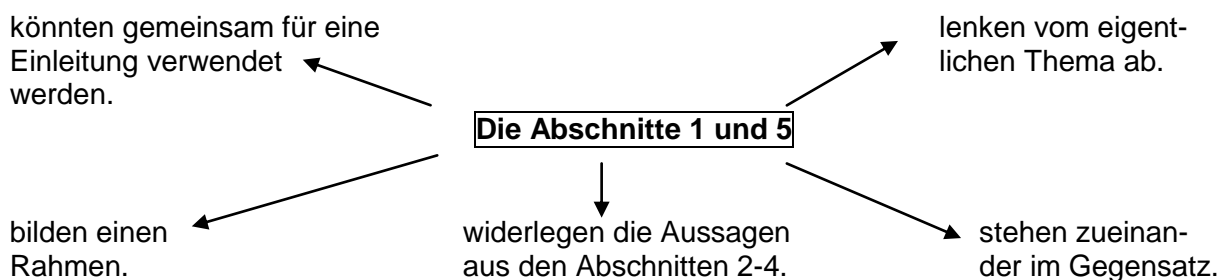 könnten gemeinsam für eine
Einleitung verwendet
werden.
lenken vom eigent-
lichen Thema ab.
Die Abschnitte 1 und 5
bilden einen
Rahmen.
widerlegen die Aussagen
aus den Abschnitten 2-4.
stehen zueinan-
der im Gegensatz.